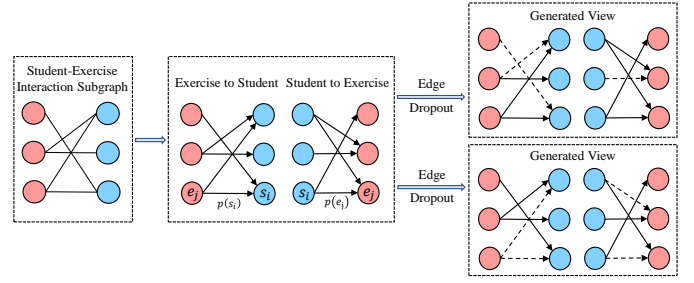 Student-Exercise
Interaction Subgraph
Exercise to Student
Student to Exercise
e_j
p(s_i)
s_i
s_i
p(e_j)
e_j
Edge
Dropout
Edge
Dropout
Generated View
Generated View